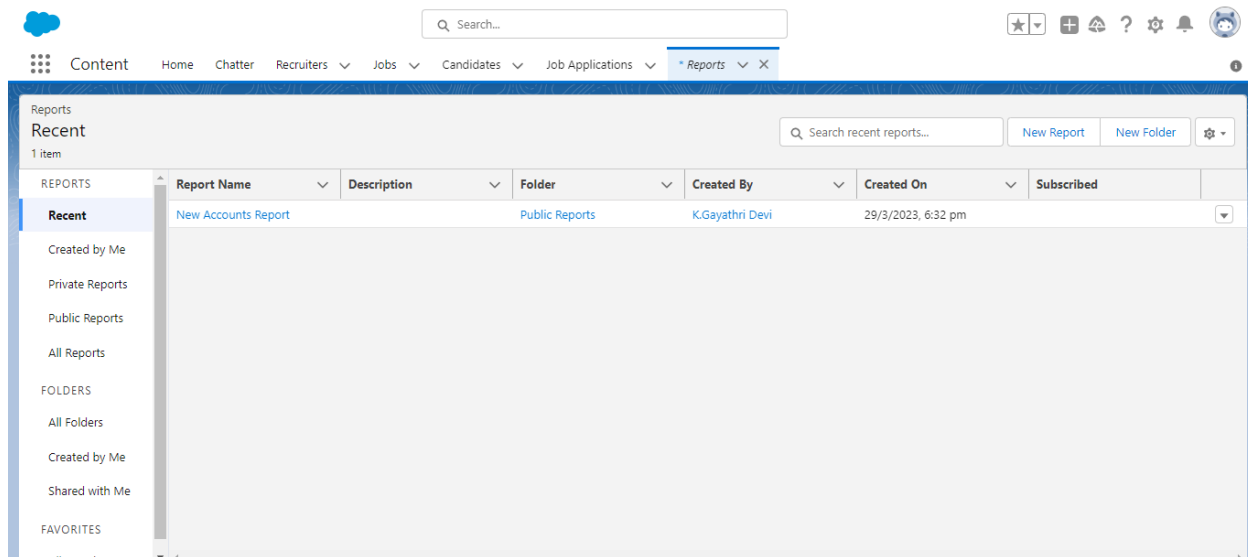 Search...
Content Home Chatter Recruiters Jobs Candidates Job Applications * Reports
Reports
Recent
1 item
Search recent reports...
New Report New Folder
REPORTS
Recent
Created by Me
Private Reports
Public Reports
All Reports
FOLDERS
All Folders
Created by Me
Shared with Me
FAVORITES
Report Name Description Folder Created By Created On Subscribed
New Accounts Report Public Reports K.Gayathri Devi 29/3/2023, 6:32 pm